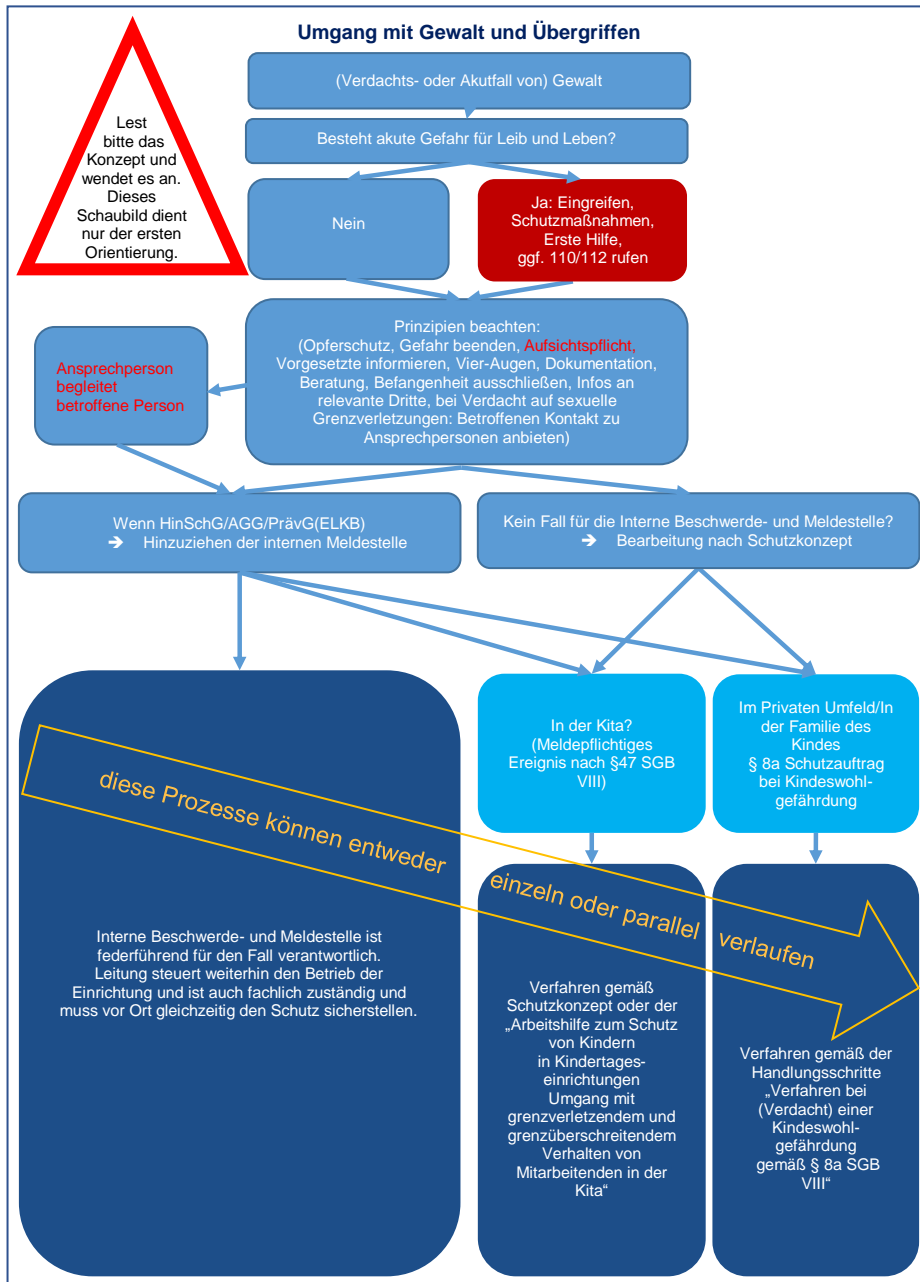 Umgang mit Gewalt und Übergriffen
(Verdachts- oder Akutfall von) Gewalt
Lest
bitte das
Konzept und
wendet es an.
Dieses
Schaubild dient
nur der ersten
Orientierung.
Besteht akute Gefahr für Leib und Leben?
Nein
Ja: Eingreifen,
Schutzmaßnahmen,
Erste Hilfe,
ggf. 110/112 rufen
Prinzipien beachten:
(Opferschutz, Gefahr beenden, Aufsichtspflicht,
Vorgesetzte informieren, Vier-Augen, Dokumentation,
Beratung, Befangenheit ausschließen, Infos an
relevante Dritte, bei Verdacht auf sexuelle
Grenzverletzungen: Betroffenen Kontakt zu
Ansprechpersonen anbieten)
Ansprechperson
begleitet
betroffene Person
Wenn HinSchG/AGG/PrävG(ELKB)
➔ Hinzuziehen der internen Meldestelle
Kein Fall für die Interne Beschwerde- und Meldestelle?
➔ Bearbeitung nach Schutzkonzept
In der Kita?
(Meldepflichtiges
Ereignis nach §47 SGB
VIII)
Im Privaten Umfeld/In
der Familie des
Kindes
§ 8a Schutzauftrag
bei Kindeswohl-
gefährdung
diese Prozesse können entweder einzeln oder parallel verlaufen
Interne Beschwerde- und Meldestelle ist
federführend für den Fall verantwortlich.
Leitung steuert weiterhin den Betrieb der
Einrichtung und ist auch fachlich zuständig und
muss vor Ort gleichzeitig den Schutz sicherstellen.
Verfahren gemäß
Schutzkonzept oder der
„Arbeitshilfe zum Schutz
von Kindern
in Kindertages-
einrichtungen
Umgang mit
grenzverletzendem und
grenzüberschreitendem
Verhalten von
Mitarbeitenden in der
Kita“
Verfahren gemäß der
Handlungsschritte
„Verfahren bei
(Verdacht) einer
Kindeswohl-
gefährdung
gemäß § 8a SGB
VIII“